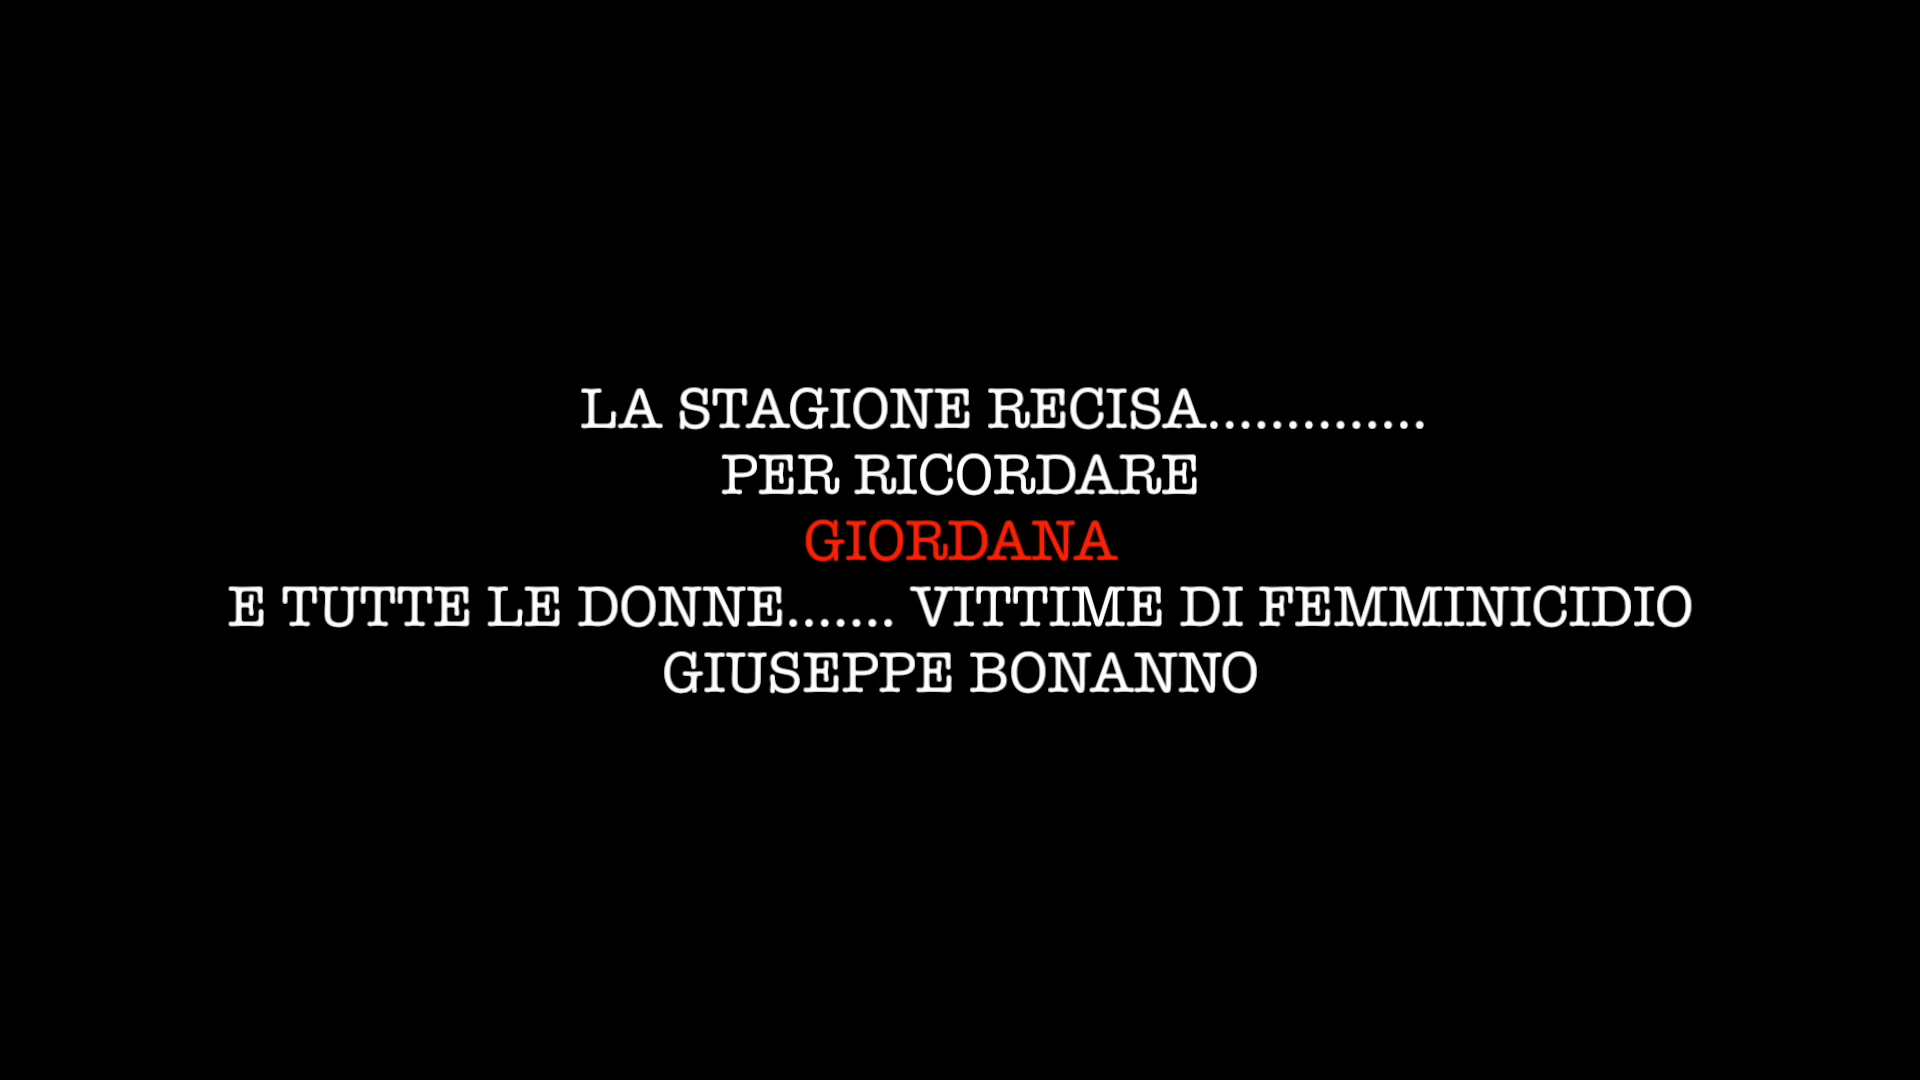 LA STAGIONE RECISA..............
PER RICORDARE
GIORDANA
E TUTTE LE DONNE....... VITTIME DI FEMMINICIDIO
GIUSEPPE BONANNO